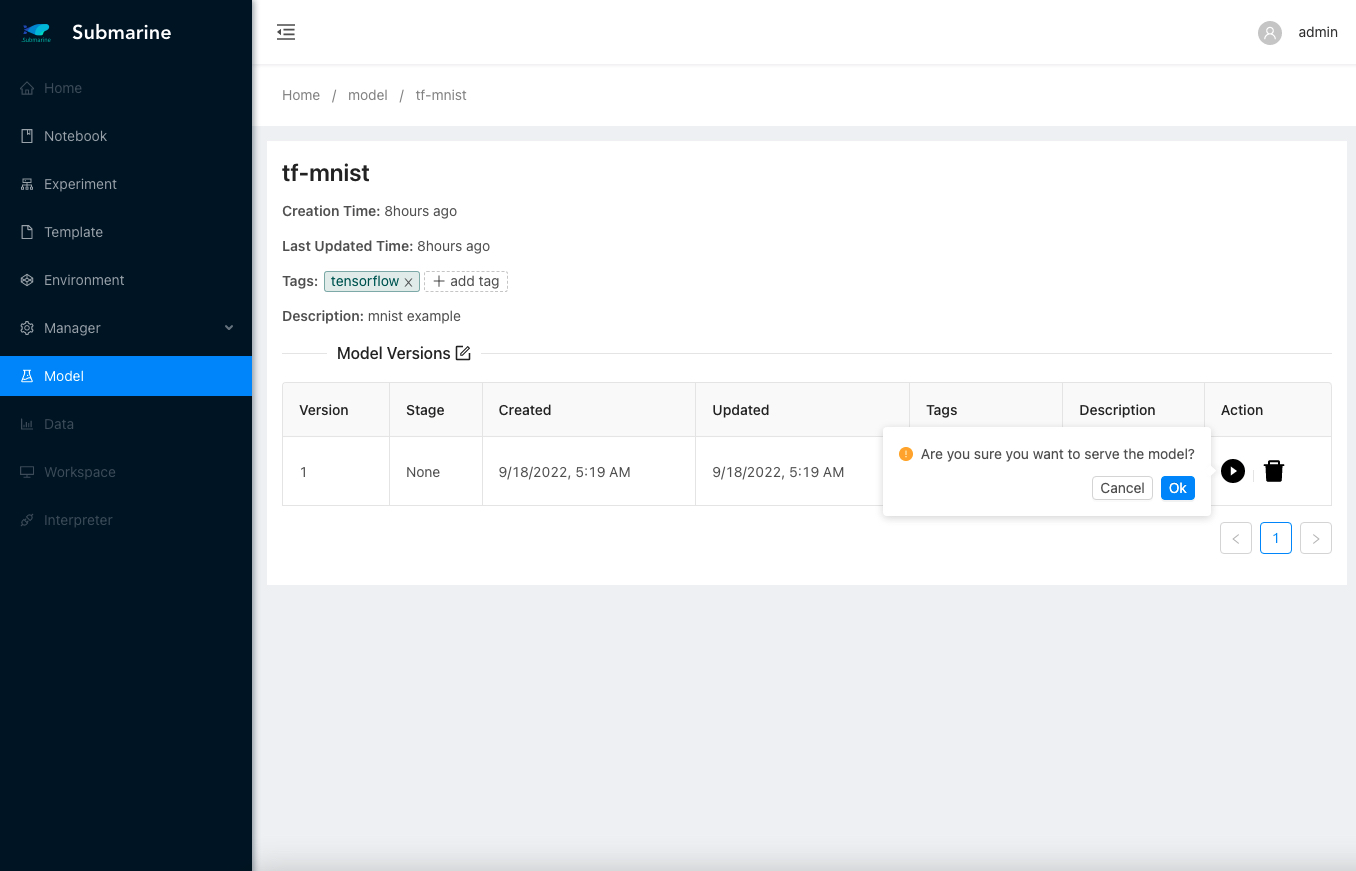 Submarine
Submarine
admin
Home
Notebook
Experiment
Template
Environment
Manager
Model
Data
Workspace
Interpreter
Home / model / tf-mnist
tf-mnist
Creation Time: 8hours ago
Last Updated Time: 8hours ago
Tags: tensorflow add tag
Description: mnist example
Model Versions
Version Stage Created Updated Tags Description Action
1 None 9/18/2022, 5:19 AM 9/18/2022, 5:19 AM
Are you sure you want to serve the model?
Cancel Ok
1